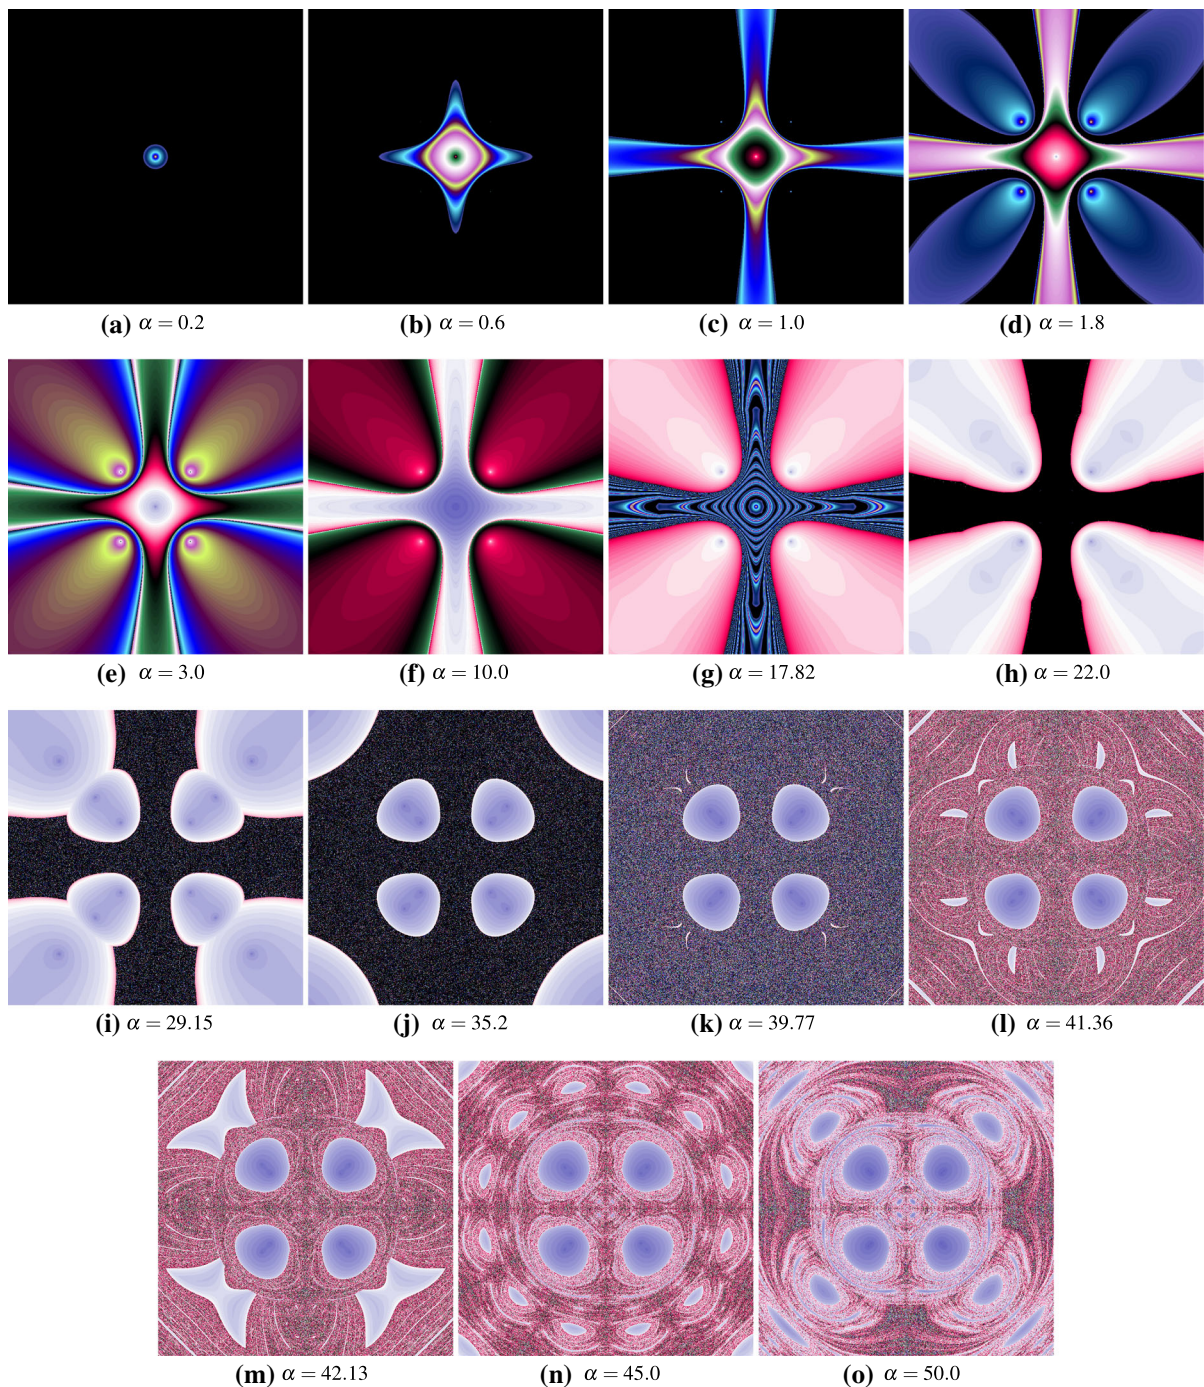 (a) α = 0.2
(b) α = 0.6
(c) α = 1.0
(d) α = 1.8
(e) α = 3.0
(f) α = 10.0
(g) α = 17.82
(h) α = 22.0
(i) α = 29.15
(j) α = 35.2
(k) α = 39.77
(l) α = 41.36
(m) α = 42.13
(n) α = 45.0
(o) α = 50.0